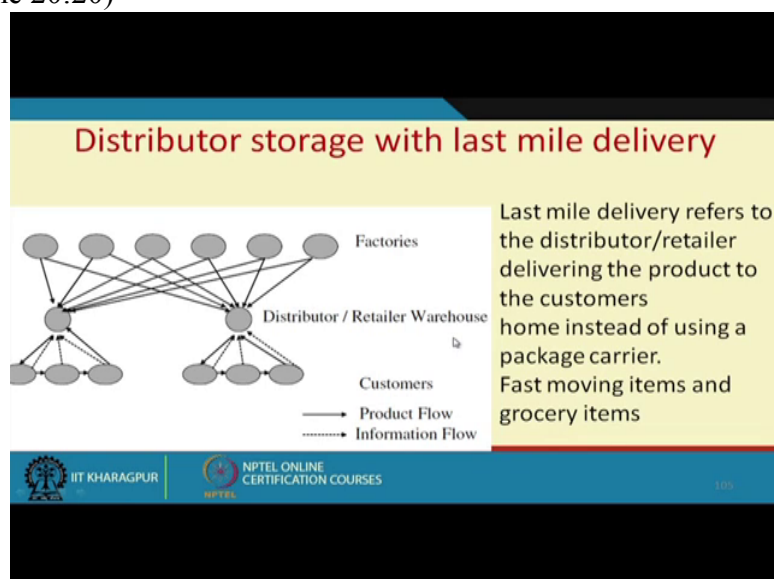 Distributor storage with last mile delivery
Factories
Distributor / Retailer Warehouse
Customers
Product Flow
Information Flow
Last mile delivery refers to
the distributor/retailer
delivering the product to
the customers
home instead of using a
package carrier.
Fast moving items and
grocery items
IIT KHARAGPUR
NPTEL
NPTEL ONLINE
CERTIFICATION COURSES
105